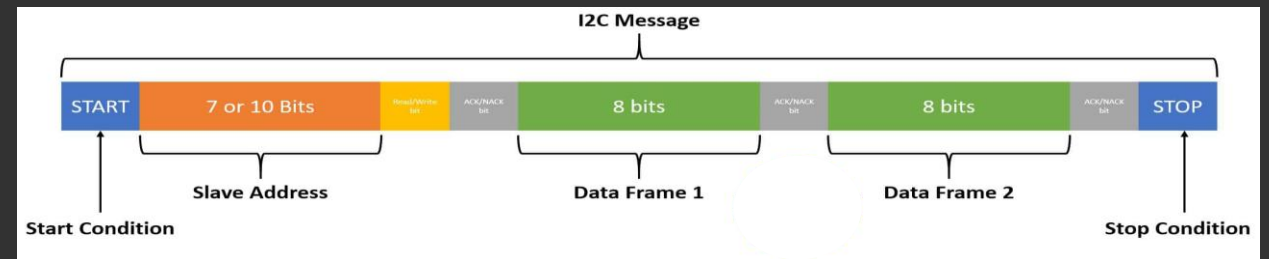 I2C Message
START
7 or 10 Bits
Read/Write
bit
ACK/NACK
bit
8 bits
ACK/NACK
bit
8 bits
ACK/NACK
bit
STOP
Slave Address
Data Frame 1
Data Frame 2
Start Condition
Stop Condition